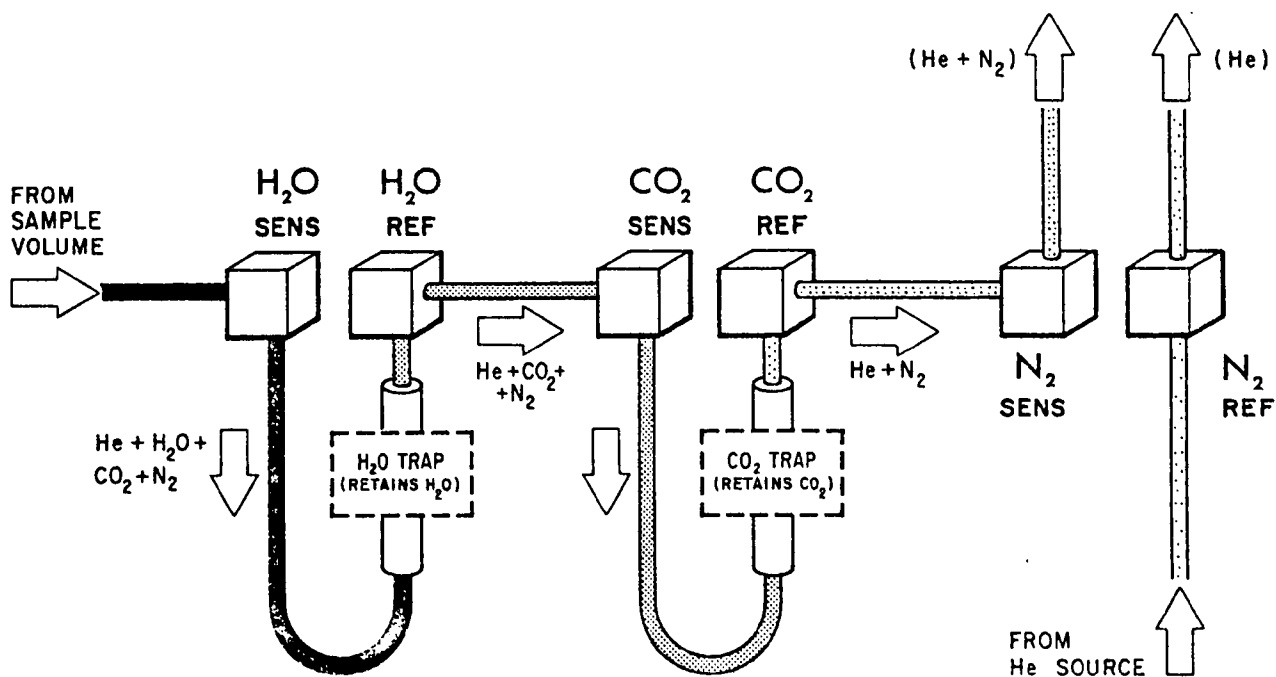 (He + N₂)
(He)
FROM
SAMPLE
VOLUME
H₂O
SENS
H₂O
REF
CO₂
SENS
CO₂
REF
He + H₂O +
CO₂ + N₂
He + CO₂ +
+ N₂
He + N₂
N₂
SENS
N₂
REF
H₂O TRAP
(RETAINS H₂O)
CO₂ TRAP
(RETAINS CO₂)
FROM
He SOURCE